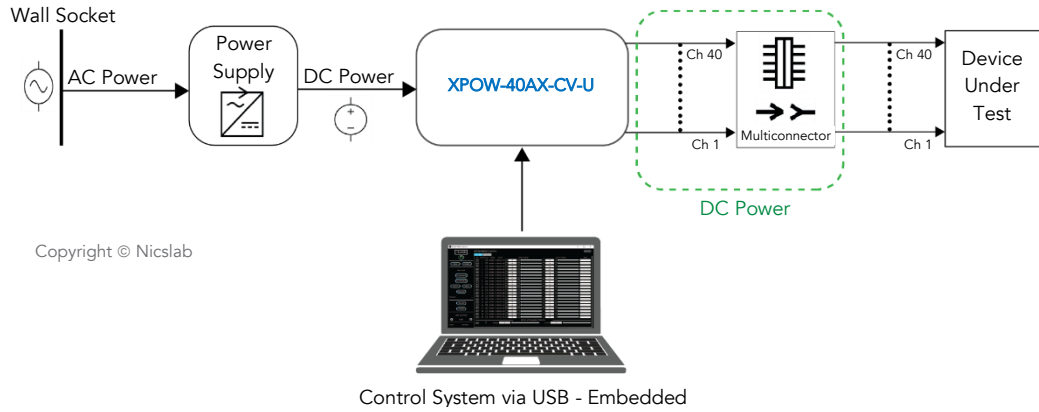 Wall Socket
AC Power
Power
Supply
DC Power
XPOW-40AX-CV-U
Ch 40
Ch 1
Multiconnector
Ch 40
Ch 1
Device
Under
Test
DC Power
Copyright © Nicslab
Control System via USB - Embedded